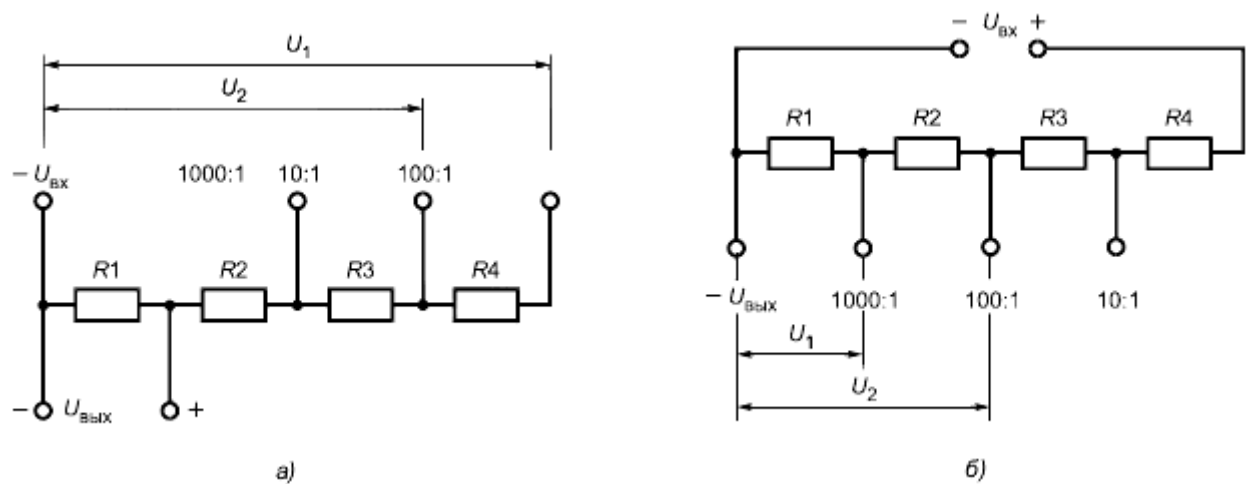 U₁
U₂
– Uвх 1000:1 10:1 100:1
R1 R2 R3 R4
– Uвых +
а)
– Uвх +
R1 R2 R3 R4
– Uвых 1000:1 100:1 10:1
U₁
U₂
б)